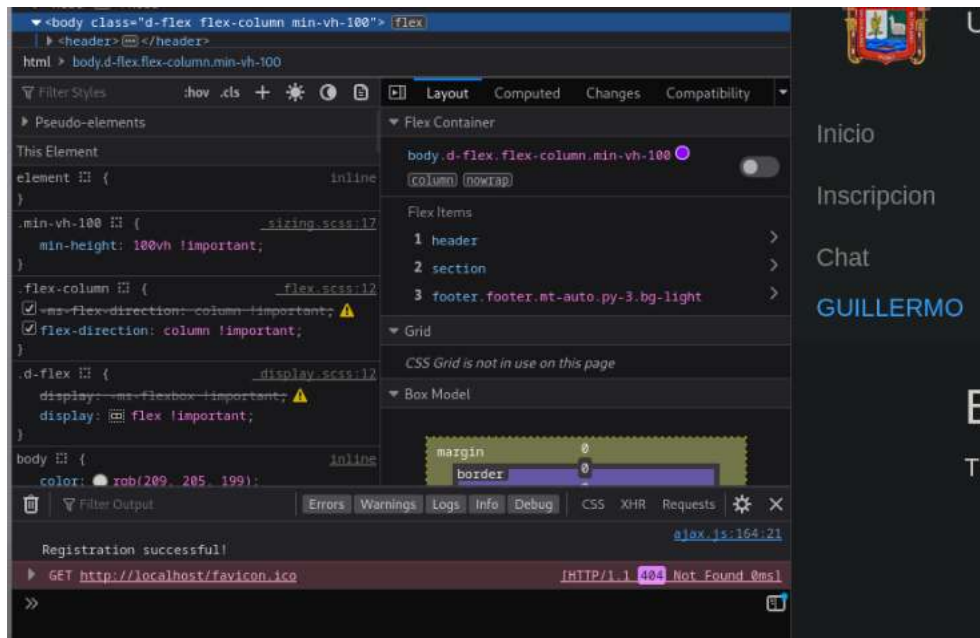 <body class="d-flex flex-column min-vh-100"> flex
<header></header>
html > body.d-flex.flex-column.min-vh-100
Filter Styles
:hov .cls +
Pseudo-elements
This Element
element {
inline
}
.min-vh-100 {
sizing.scss:17
min-height: 100vh !important;
}
.flex-column {
_flex.scss:12
-ms-flex-direction: column !important;
flex-direction: column !important;
}
.d-flex {
_display.scss:12
display: -ms-flexbox !important;
display: flex !important;
}
body {
inline
color: rgb(209, 205, 199);
Layout Computed Changes Compatibility
Flex Container
body.d-flex.flex-column.min-vh-100
column nowrap
Flex Items
1 header
2 section
3 footer.footer.mt-auto.py-3.bg-light
Grid
CSS Grid is not in use on this page
Box Model
margin 0
border 0
Filter Output
Errors Warnings Logs Info Debug CSS XHR Requests
ajax.js:164:21
Registration successful!
GET http://localhost/favicon.ico
[HTTP/1.1 404 Not Found 0ms]
»
U
Inicio
Inscripcion
Chat
GUILLERMO
E
T